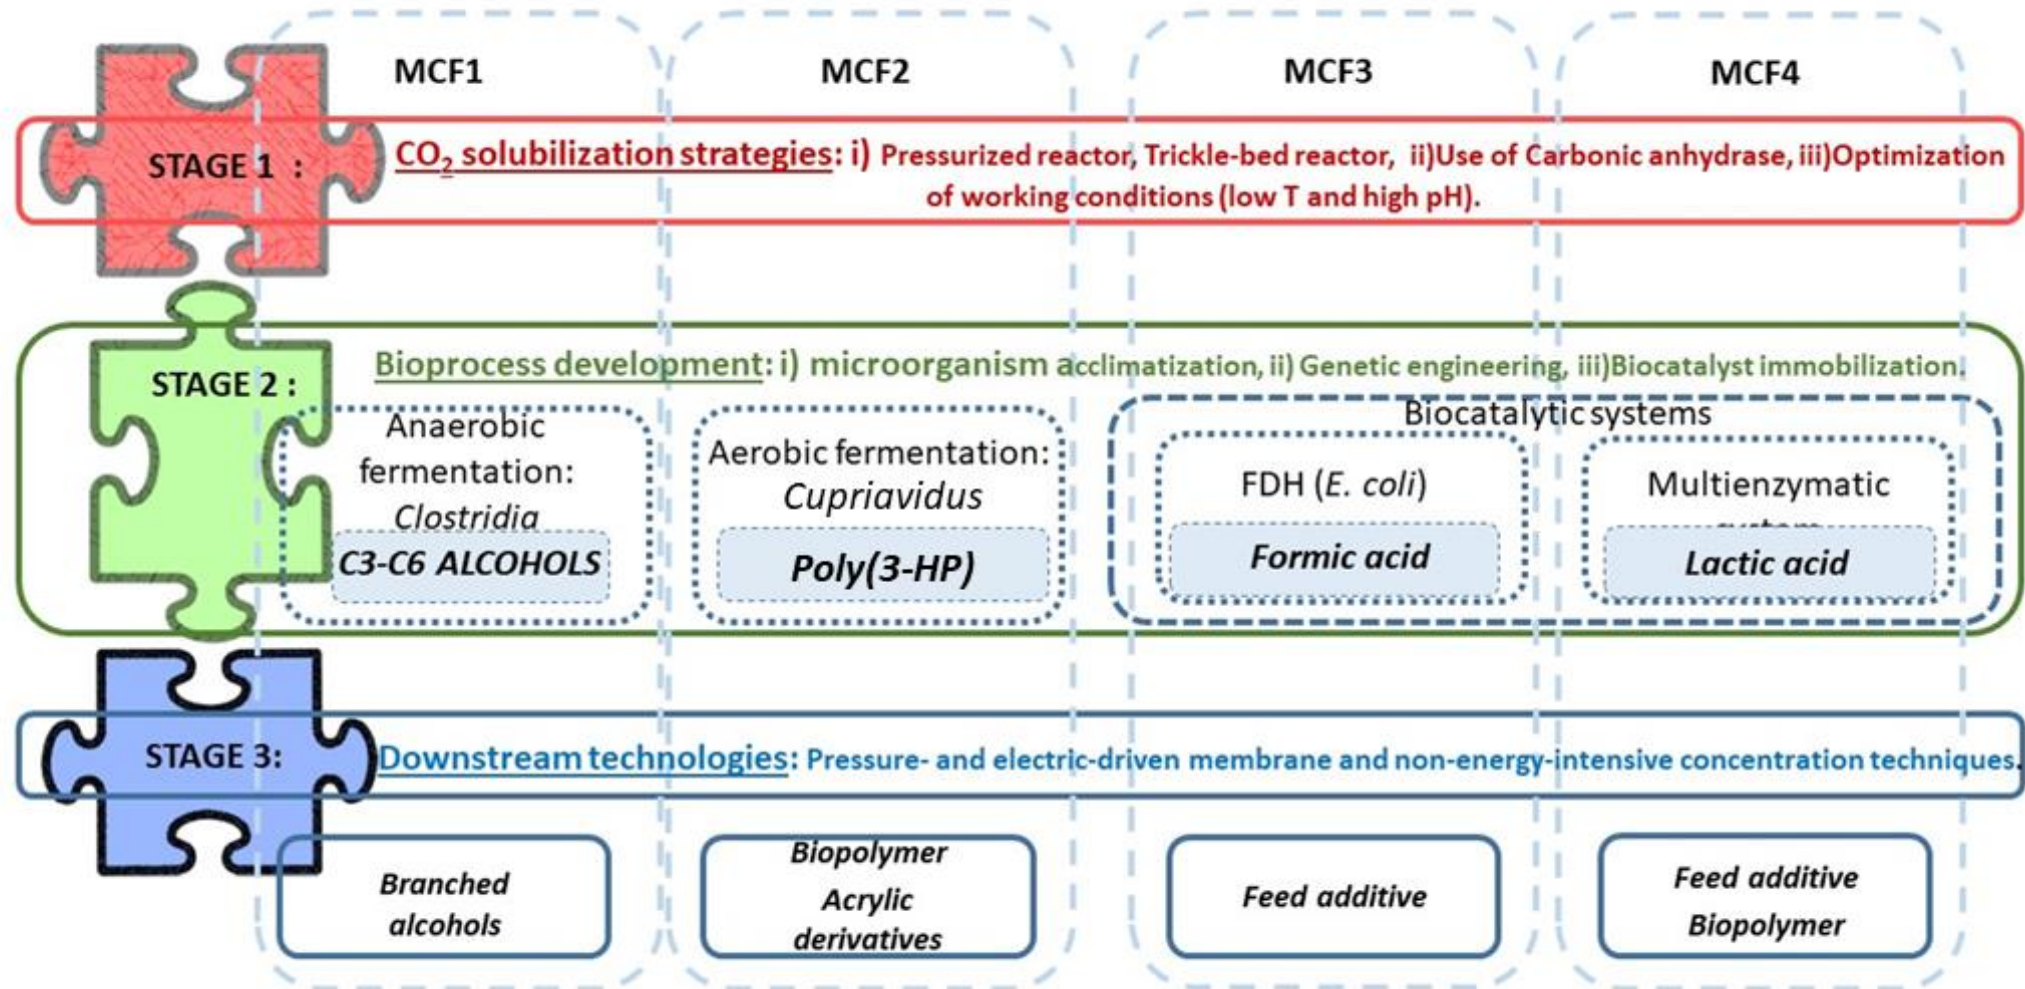 MCF1 MCF2 MCF3 MCF4
STAGE 1 : CO2 solubilization strategies: i) Pressurized reactor, Trickle-bed reactor, ii)Use of Carbonic anhydrase, iii)Optimization
of working conditions (low T and high pH).
STAGE 2 : Bioprocess development: i) microorganism acclimatization, ii) Genetic engineering, iii)Biocatalyst immobilization.
Anaerobic
fermentation:
Clostridia
C3-C6 ALCOHOLS
Aerobic fermentation:
Cupriavidus
Poly(3-HP)
Biocatalytic systems
FDH (E. coli)
Formic acid
Multienzymatic
Lactic acid
STAGE 3: Downstream technologies: Pressure- and electric-driven membrane and non-energy-intensive concentration techniques.
Branched
alcohols
Biopolymer
Acrylic
derivatives
Feed additive
Feed additive
Biopolymer